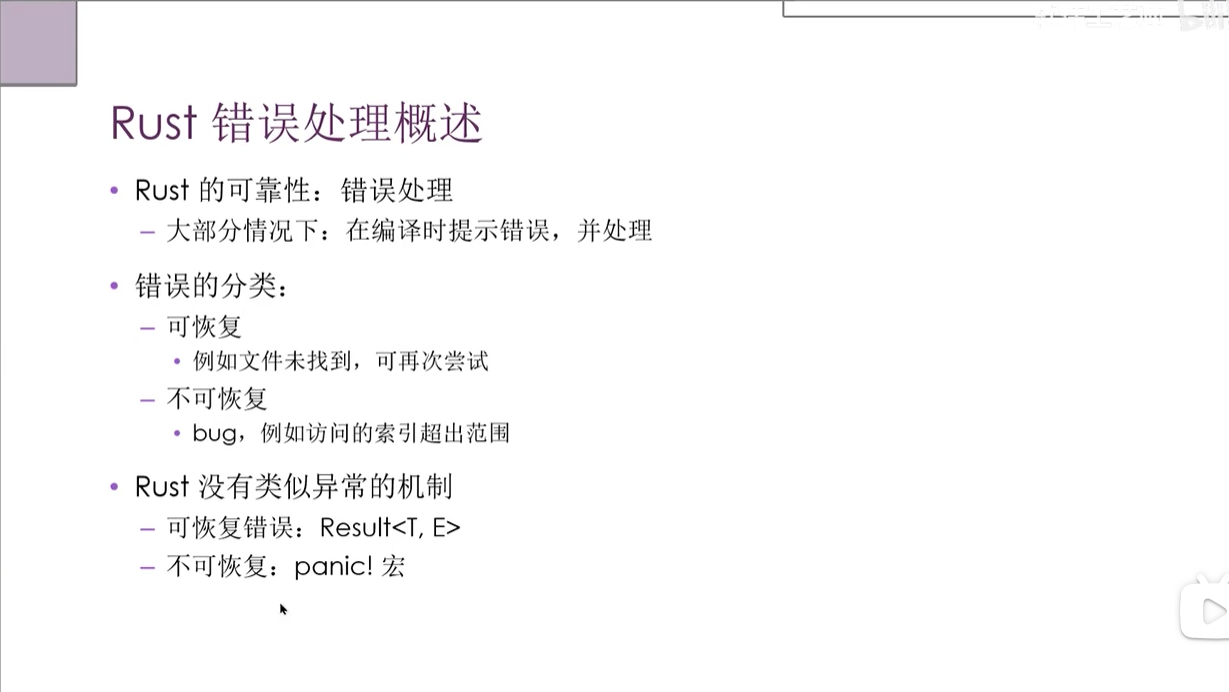 Rust 错误处理概述
• Rust 的可靠性：错误处理
– 大部分情况下：在编译时提示错误，并处理
• 错误的分类：
– 可恢复
• 例如文件未找到，可再次尝试
– 不可恢复
• bug，例如访问的索引超出范围
• Rust 没有类似异常的机制
– 可恢复错误：Result<T, E>
– 不可恢复：panic! 宏